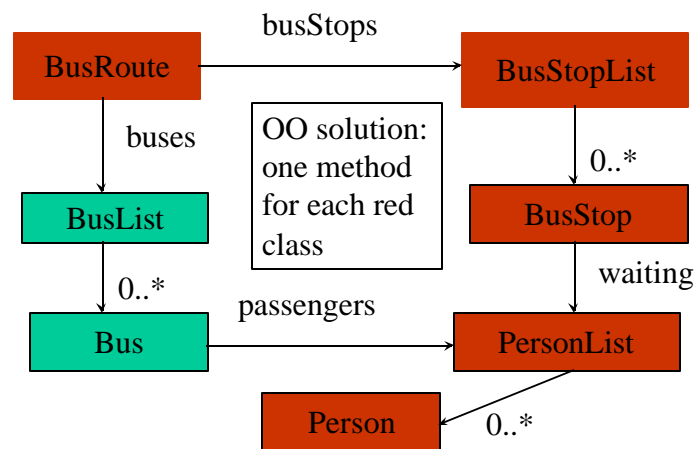 busStops
BusRoute
BusStopList
buses
OO solution:
one method
for each red
class
0..*
BusList
BusStop
0..*
waiting
passengers
Bus
PersonList
Person
0..*